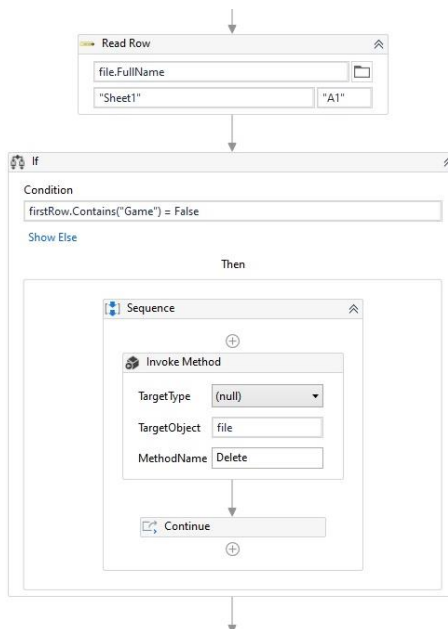 Read Row
file.FullName
"Sheet1" "A1"
If
Condition
firstRow.Contains("Game") = False
Show Else
Then
Sequence
Invoke Method
TargetType (null)
TargetObject file
MethodName Delete
Continue